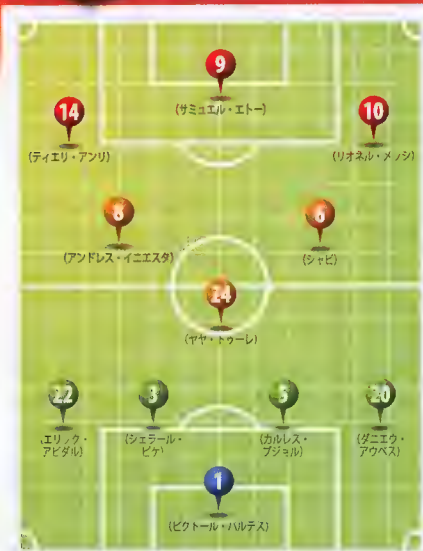 9
(サミュエル・エトー)
14
(ティエリ・アンリ)
10
(リオネル・メッシ)
8
(アンドレス・イニエスタ)
6
(シャビ)
24
(ヤヤ・トゥーレ)
22
(エリック・
アビダル)
3
(ジェラール・
ピケ)
5
(カルレス・
プジョル)
20
(ダニエウ・
アウベス)
1
(ビクトール・バルデス)